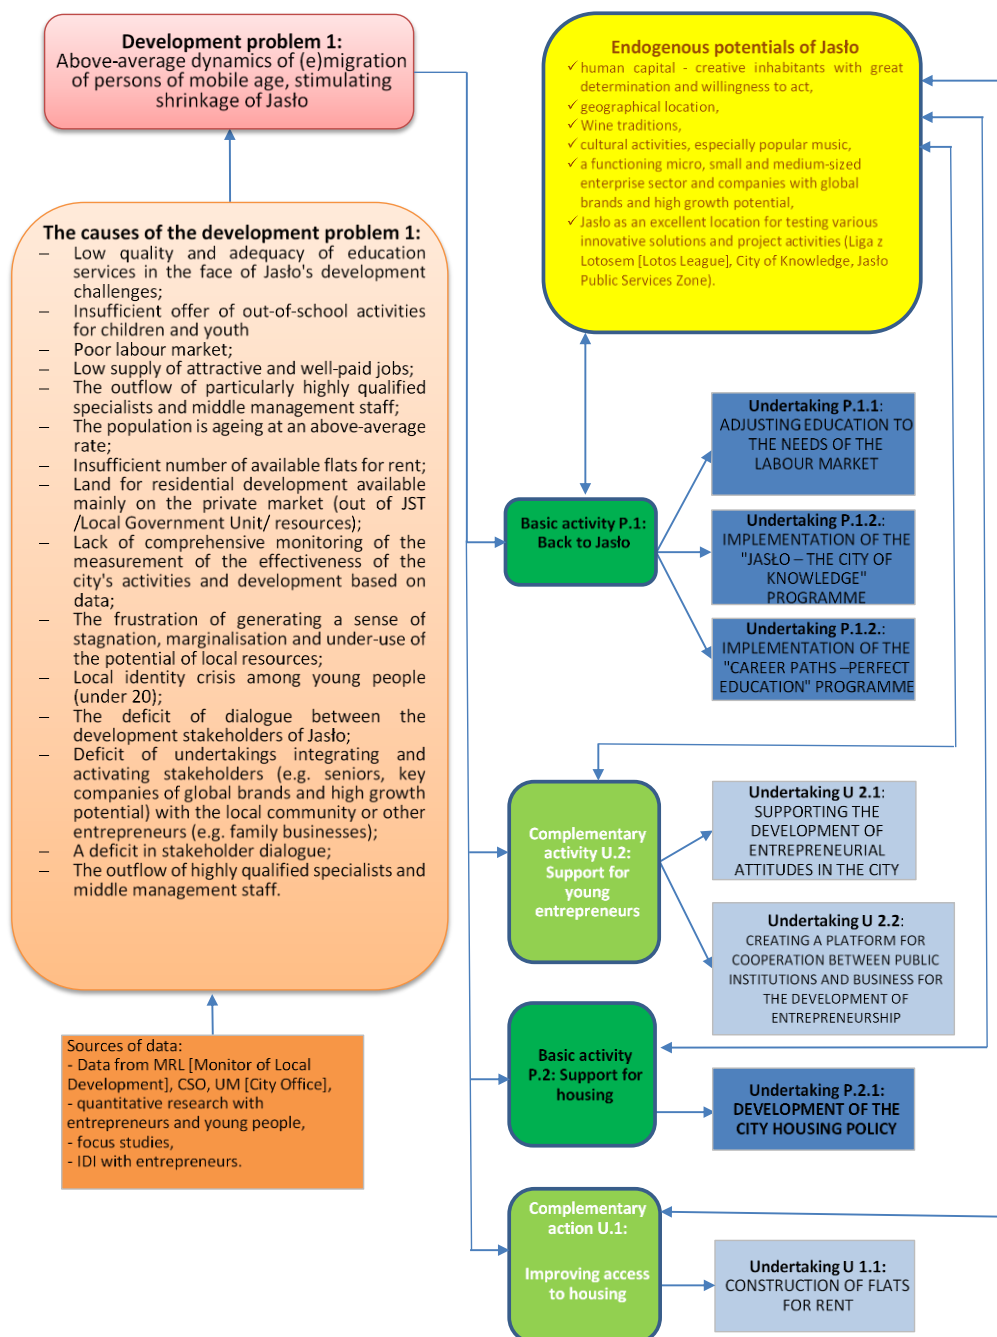 Development problem 1:
Above-average dynamics of (e)migration
of persons of mobile age, stimulating
shrinkage of Jasło
The causes of the development problem 1:
– Low quality and adequacy of education
services in the face of Jasło's development
challenges;
– Insufficient offer of out-of-school activities
for children and youth
– Poor labour market;
– Low supply of attractive and well-paid jobs;
– The outflow of particularly highly qualified
specialists and middle management staff;
– The population is ageing at an above-average
rate;
– Insufficient number of available flats for rent;
– Land for residential development available
mainly on the private market (out of JST
/Local Government Unit/ resources);
– Lack of comprehensive monitoring of the
measurement of the effectiveness of the
city's activities and development based on
data;
– The frustration of generating a sense of
stagnation, marginalisation and under-use of
the potential of local resources;
– Local identity crisis among young people
(under 20);
– The deficit of dialogue between the
development stakeholders of Jasło;
– Deficit of undertakings integrating and
activating stakeholders (e.g. seniors, key
companies of global brands and high growth
potential) with the local community or other
entrepreneurs (e.g. family businesses);
– A deficit in stakeholder dialogue;
– The outflow of highly qualified specialists and
middle management staff.
Sources of data:
- Data from MRL [Monitor of Local
Development], CSO, UM [City Office],
- quantitative research with
entrepreneurs and young people,
- focus studies,
- IDI with entrepreneurs.
Endogenous potentials of Jasło
✓ human capital - creative inhabitants with great
determination and willingness to act,
✓ geographical location,
✓ Wine traditions,
✓ cultural activities, especially popular music,
✓ a functioning micro, small and medium-sized
enterprise sector and companies with global
brands and high growth potential,
✓ Jasło as an excellent location for testing various
innovative solutions and project activities (Liga z
Lotosem [Lotos League], City of Knowledge, Jasło
Public Services Zone).
Basic activity P.1:
Back to Jasło
Undertaking P.1.1:
ADJUSTING EDUCATION TO
THE NEEDS OF THE
LABOUR MARKET
Undertaking P.1.2.:
IMPLEMENTATION OF THE
"JASŁO – THE CITY OF
KNOWLEDGE"
PROGRAMME
Undertaking P.1.2.:
IMPLEMENTATION OF THE
"CAREER PATHS –PERFECT
EDUCATION" PROGRAMME
Complementary
activity U.2:
Support for
young
entrepreneurs
Undertaking U 2.1:
SUPPORTING THE
DEVELOPMENT OF
ENTREPRENEURIAL
ATTITUDES IN THE CITY
Undertaking U 2.2:
CREATING A PLATFORM FOR
COOPERATION BETWEEN PUBLIC
INSTITUTIONS AND BUSINESS FOR
THE DEVELOPMENT OF
ENTREPRENEURSHIP
Basic activity
P.2: Support for
housing
Undertaking P.2.1:
DEVELOPMENT OF THE
CITY HOUSING POLICY
Complementary
action U.1:
Improving access
to housing
Undertaking U 1.1:
CONSTRUCTION OF FLATS
FOR RENT